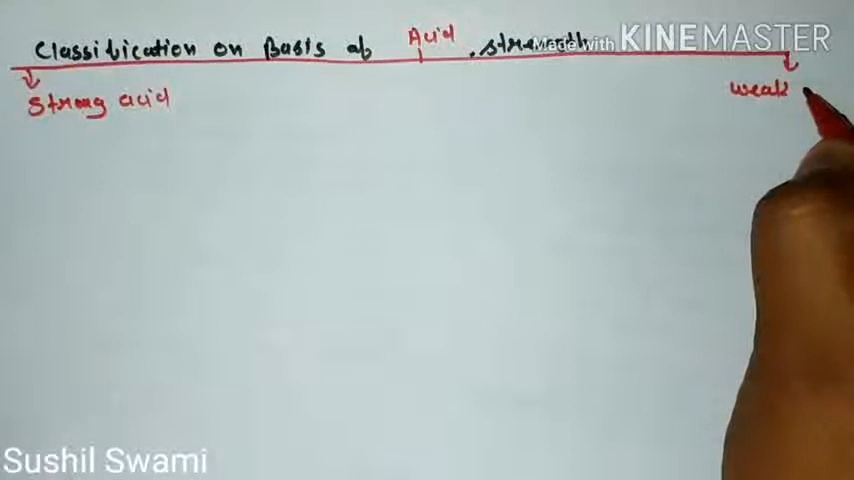 Classification on Basis of Acid strength
Made with KINEMASTER
Strong acid
weak
Sushil Swami